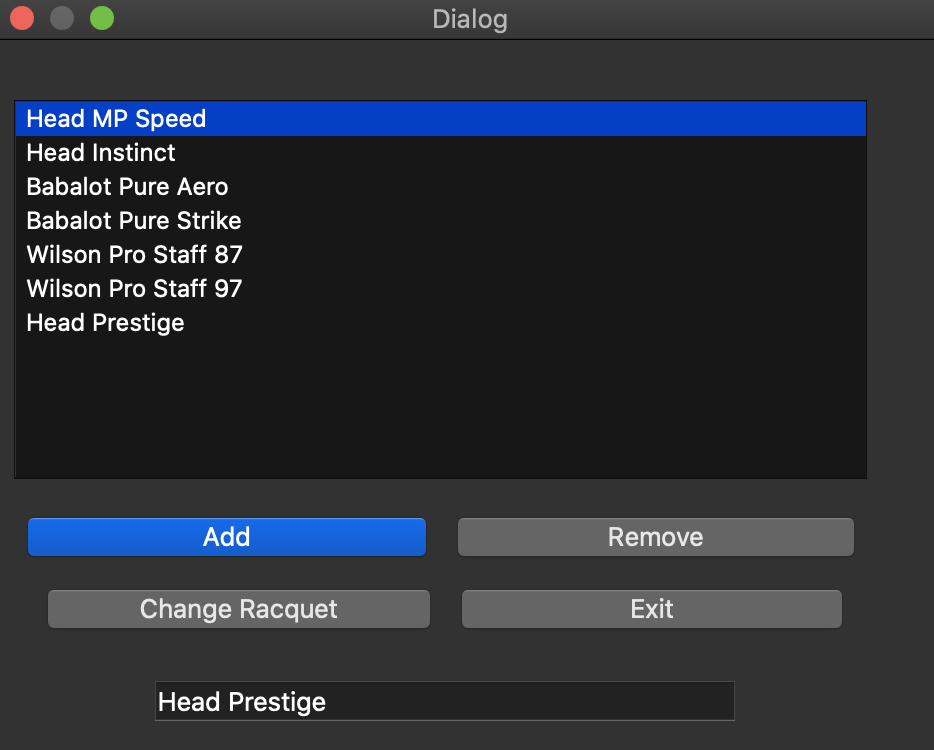 Dialog
Head MP Speed
Head Instinct
Babalot Pure Aero
Babalot Pure Strike
Wilson Pro Staff 87
Wilson Pro Staff 97
Head Prestige
Add
Remove
Change Racquet
Exit
Head Prestige